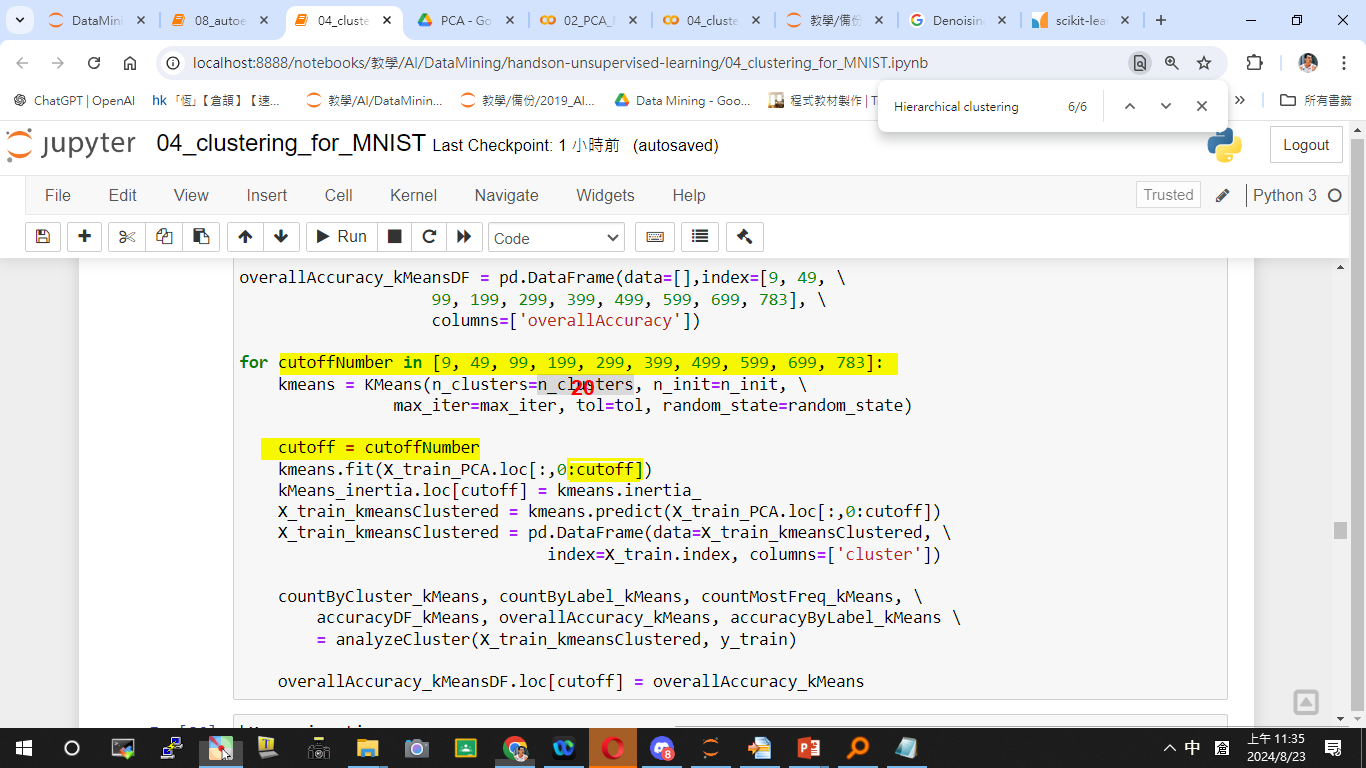 DataMini
08_autoe
04_cluste
PCA - Go
02_PCA_M
04_cluste
教學/備份
Denoisin
scikit-lea
localhost:8888/notebooks/教學/AI/DataMining/handson-unsupervised-learning/04_clustering_for_MNIST.ipynb
ChatGPT | OpenAI
hk 「恆」【倉頡】【速...
教學/AI/DataMinin...
教學/備份/2019_AI...
Data Mining - Goo...
程式教材製作 | T
所有書籤
Hierarchical clustering 6/6
jupyter 04_clustering_for_MNIST Last Checkpoint: 1 小時前 (autosaved)
Logout
File Edit View Insert Cell Kernel Navigate Widgets Help Trusted Python 3
Run Code
overallAccuracy_kMeansDF = pd.DataFrame(data=[],index=[9, 49, \
99, 199, 299, 399, 499, 599, 699, 783], \
columns=['overallAccuracy'])
for cutoffNumber in [9, 49, 99, 199, 299, 399, 499, 599, 699, 783]:
kmeans = KMeans(n_clusters=n_clusters, n_init=n_init, \
20
max_iter=max_iter, tol=tol, random_state=random_state)
cutoff = cutoffNumber
kmeans.fit(X_train_PCA.loc[:,0:cutoff])
kMeans_inertia.loc[cutoff] = kmeans.inertia_
X_train_kmeansClustered = kmeans.predict(X_train_PCA.loc[:,0:cutoff])
X_train_kmeansClustered = pd.DataFrame(data=X_train_kmeansClustered, \
index=X_train.index, columns=['cluster'])
countByCluster_kMeans, countByLabel_kMeans, countMostFreq_kMeans, \
accuracyDF_kMeans, overallAccuracy_kMeans, accuracyByLabel_kMeans \
= analyzeCluster(X_train_kmeansClustered, y_train)
overallAccuracy_kMeansDF.loc[cutoff] = overallAccuracy_kMeans
中
倉
上午 11:35
2024/8/23